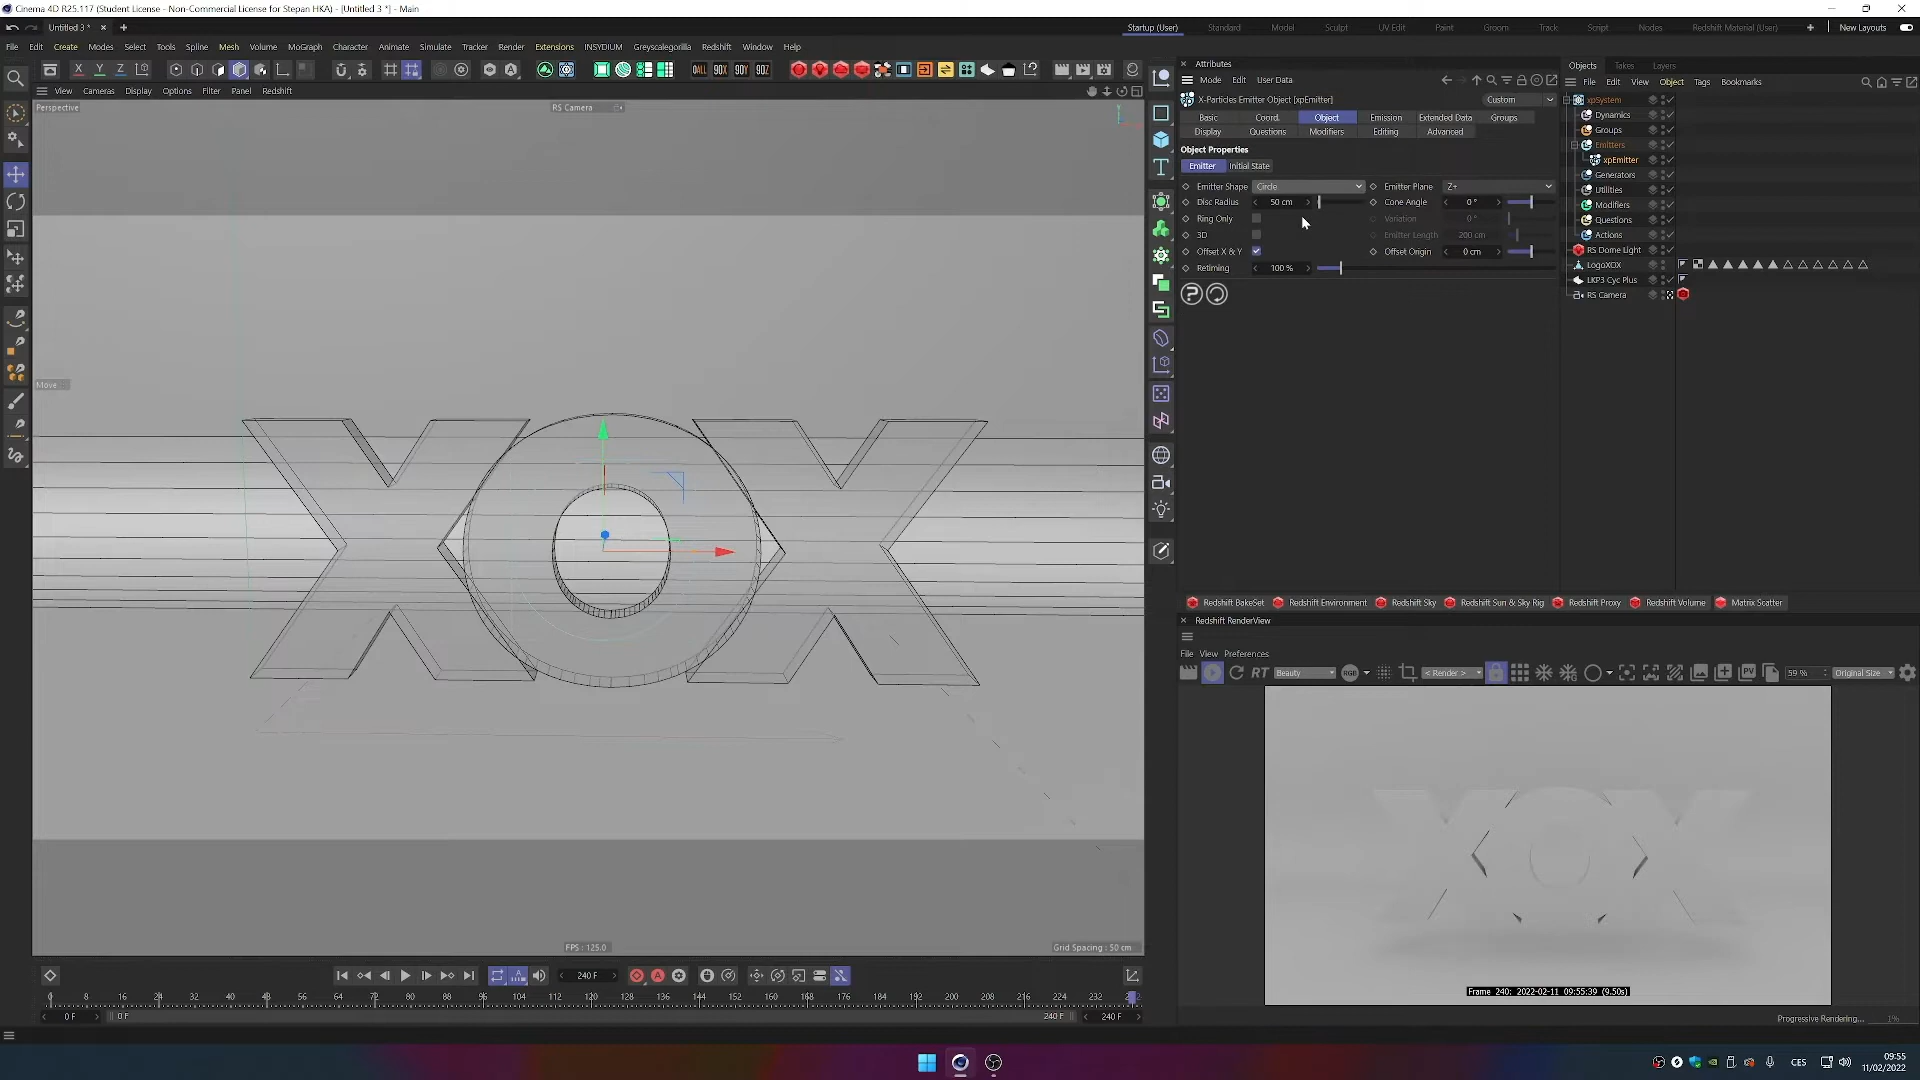 Cinema 4D R25.117 (Student License - Non-Commercial License for Stepan HKA) - [Untitled 3 *] - Main
Untitled 3 *
Startup (User) Standard Model Sculpt UV Edit Paint Groom Track Script Nodes Redshift Material (User) New Layouts
File Edit Create Modes Select Tools Spline Mesh Volume MoGraph Character Animate Simulate Tracker Render Extensions INSYDIUM Greyscalegorilla Redshift Window Help
View Cameras Display Options Filter Panel Redshift
Perspective
RS Camera
Move
FPS : 125.0
Grid Spacing : 50 cm
Attributes
Mode Edit User Data
X-Particles Emitter Object [xpEmitter]
Custom
Basic Coord. Object Emission Extended Data Groups
Display Questions Modifiers Editing Advanced
Object Properties
Emitter Initial State
Emitter Shape Circle Emitter Plane Z+
Disc Radius 50 cm Cone Angle 0 °
Ring Only Variation 0 °
3D Emitter Length 200 cm
Offset X & Y Offset Origin 0 cm
Retiming 100 %
Objects Takes Layers
File Edit View Object Tags Bookmarks
xpSystem
Dynamics
Groups
Emitters
xpEmitter
Generators
Utilities
Modifiers
Questions
Actions
RS Dome Light
LogoXOX
LKP3 Cyc Plus
RS Camera
Redshift BakeSet Redshift Environment Redshift Sky Redshift Sun & Sky Rig Redshift Proxy Redshift Volume Matrix Scatter
Redshift RenderView
File View Preferences
RT Beauty RGB < Render > PV 59 % Original Size
Frame 240: 2022-02-11 09:55:39 (9.50s)
Progressive Rendering... 1%
240 F
0 8 16 24 32 40 48 56 64 72 80 88 96 104 112 120 128 136 144 152 160 168 176 184 192 200 208 216 224 232
0 F 0 F 240 F 240 F
CES
09:55
11/02/2022